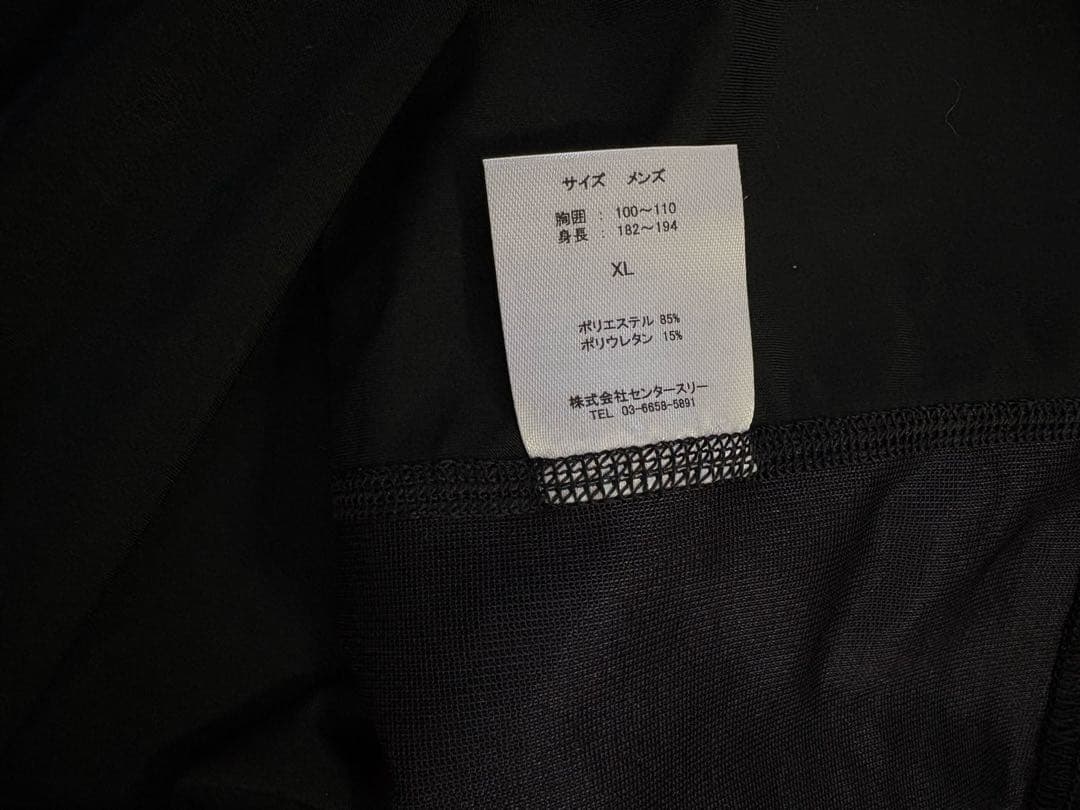 サイズ メンズ
胸囲 : 100～110
身長 : 182～194
XL
ポリエステル 85%
ポリウレタン 15%
株式会社センタースリー
TEL 03-6658-5891